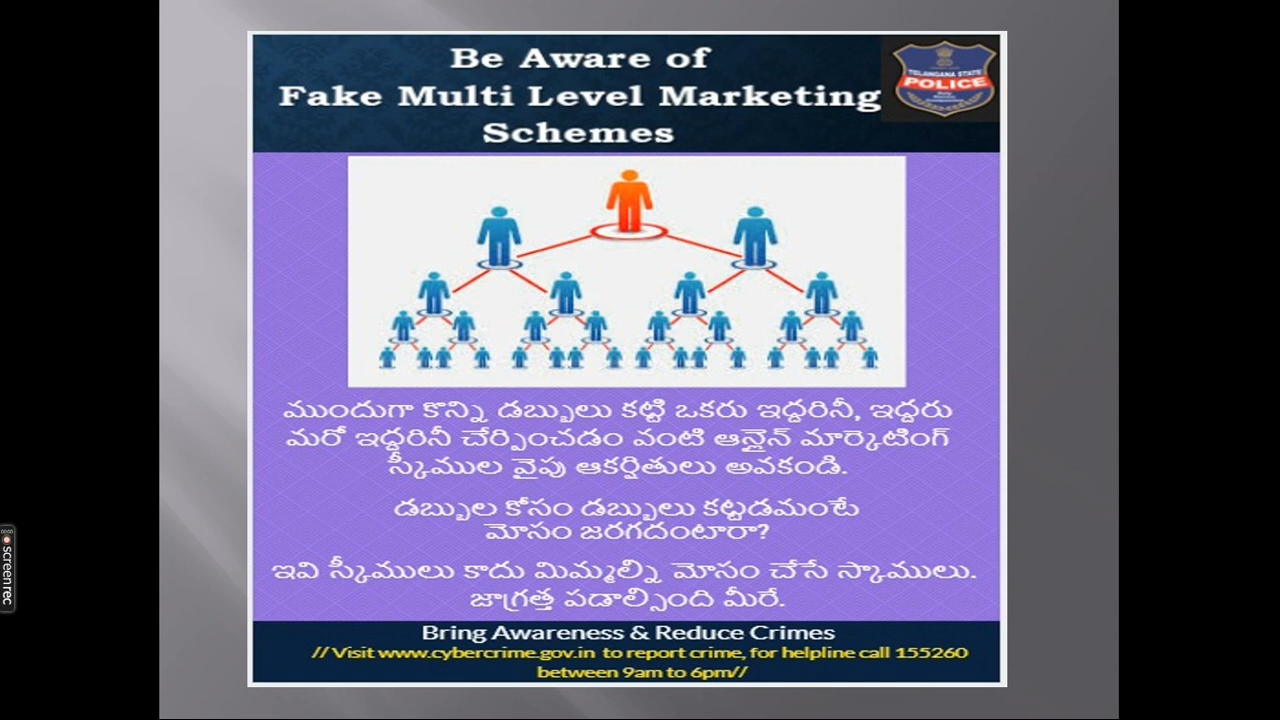 Be Aware of
Fake Multi Level Marketing
Schemes
TELANGANA STATE
POLICE
ముందుగా కొన్ని డబ్బులు కట్టి ఒకరు ఇద్దరినీ, ఇద్దరు
మరో ఇద్దరినీ చేర్పించడం వంటి ఆన్లైన్ మార్కెటింగ్
స్కీముల వైపు ఆకర్షితులు అవకండి.
డబ్బుల కోసం డబ్బులు కట్టడమంటే
మోసం జరగదంటారా?
ఇవి స్కీములు కాదు మిమ్మల్ని మోసం చేసే స్కాములు.
జాగ్రత్త పడాల్సింది మీరే.
Bring Awareness & Reduce Crimes
// Visit www.cybercrime.gov.in to report crime, for helpline call 155260
between 9am to 6pm//
screen rec